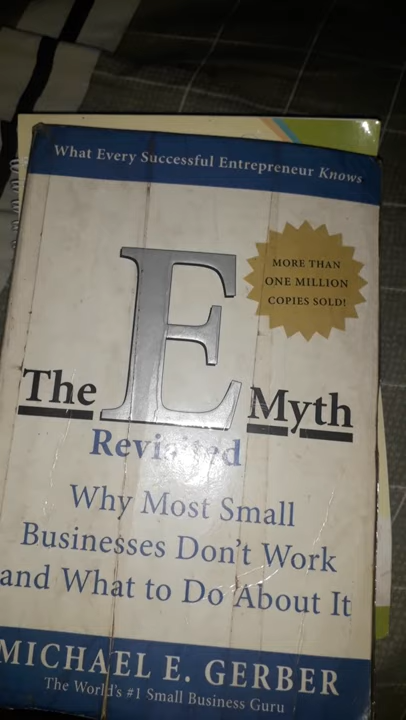 What Every Successful Entrepreneur Knows
MORE THAN
ONE MILLION
COPIES SOLD!
The E Myth
Revisited
Why Most Small
Businesses Don't Work
and What to Do About It
MICHAEL E. GERBER
The World's #1 Small Business Guru